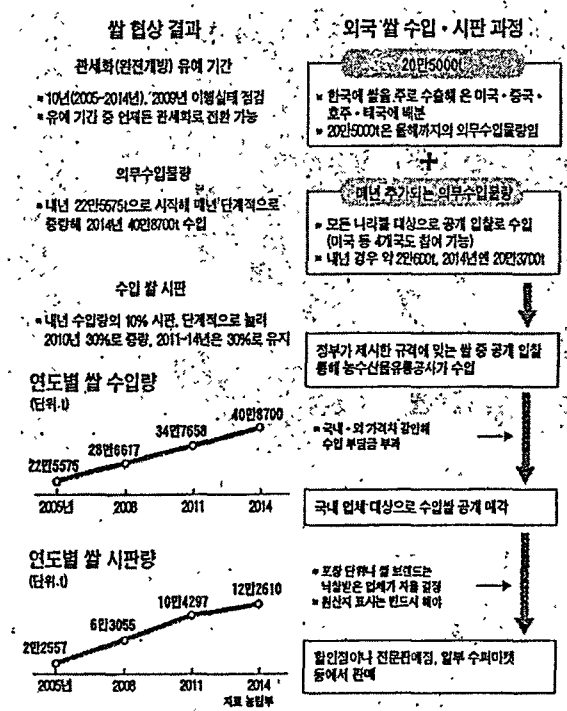 쌀 협상 결과
관세화(완전개방) 유예 기간
10년(2005-2014년), 2009년 이행실태 점검
유예 기간 중 언제든 관세화로 전환 가능
의무수입물량
내년 22만5575t으로 시작해 매년 단계적으로
증량해 2014년 40만8700t 수입
수입 쌀 시판
내년 수입량의 10% 시판, 단계적으로 늘려
2010년 30%로 증량, 2011-14년은 30%로 유지
연도별 쌀 수입량
(단위:t)
22만5575
28만6617
34만7658
40만8700
2005년
2008
2011
2014
연도별 쌀 시판량
(단위:t)
2만2557
6만3055
10만4297
12만2610
2005년
2008
2011
2014
자료 농림부
외국 쌀 수입·시판 과정
20만5000t
한국에 쌀을 주로 수출해 온 미국·중국·
호주·태국에 배분
20만5000t은 올해까지의 의무수입물량임
+
매년 추가되는 의무수입물량
모든 나라를 대상으로 공개 입찰로 수입
(미국 등 4개국도 참여 가능)
내년 경우 약 2만600t, 2014년엔 20만3700t
정부가 제시한 규격에 맞는 쌀 중 공개 입찰
통해 농수산물유통공사가 수입
국내·외 가격차 감안해
수입 부담금 부과
국내 업체 대상으로 수입쌀 공개 매각
포장 단위나 쌀 브랜드는
낙찰받은 업체가 자율 결정
원산지 표시는 반드시 해야
할인점이나 전문판매점, 일부 수퍼마켓
등에서 판매